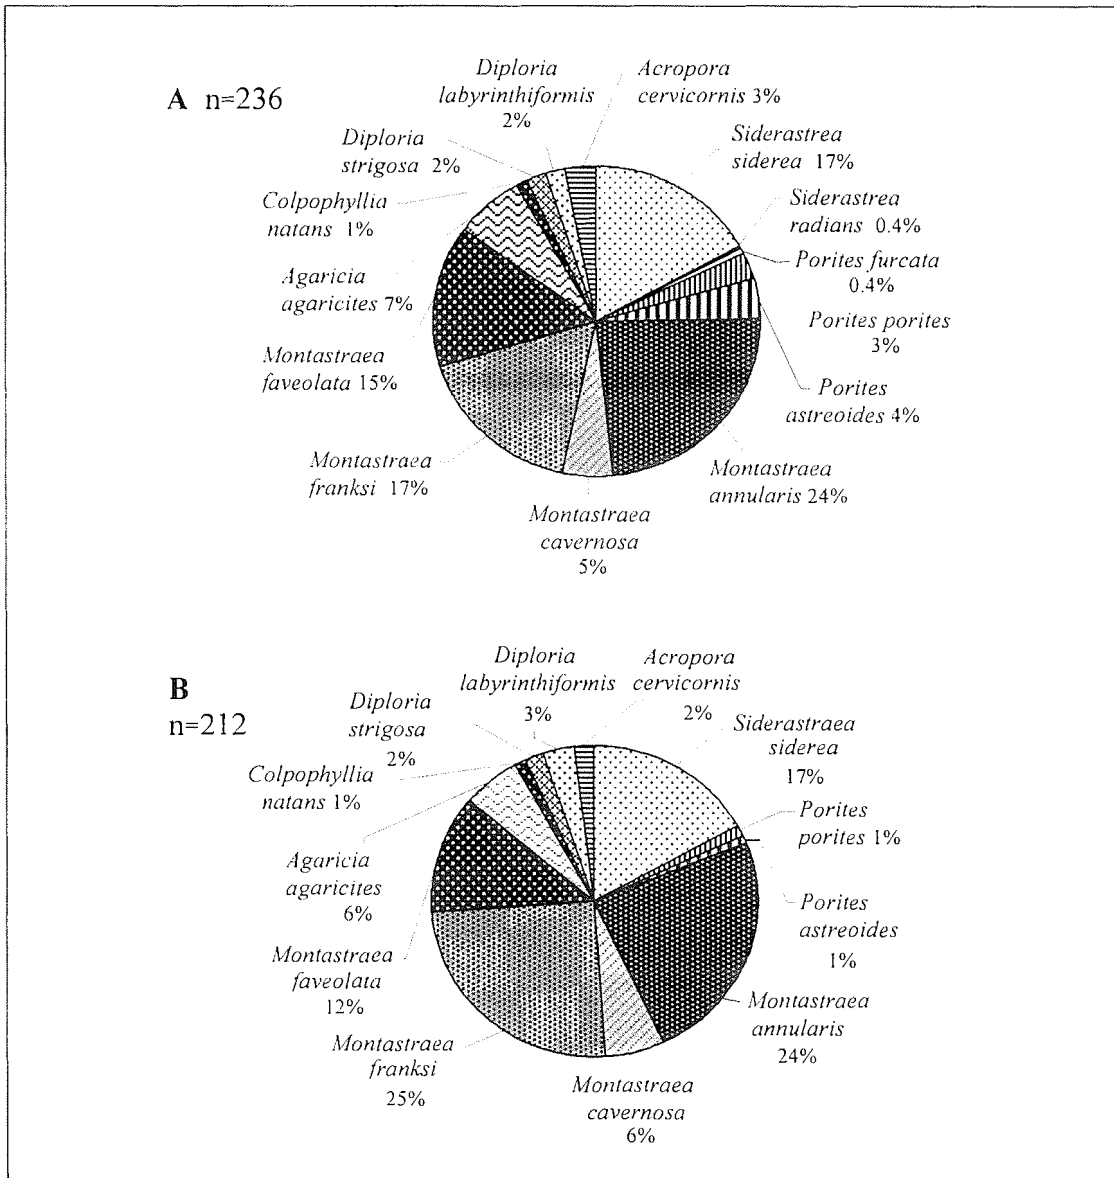 A n=236
Diploria
labyrinthiformis
2%
Acropora
cervicornis 3%
Diploria
strigosa 2%
Siderastrea
siderea 17%
Colpophyllia
natans 1%
Siderastrea
radians 0.4%
Porites furcata
0.4%
Agaricia
agaricites 7%
Porites porites
3%
Montastraea
faveolata 15%
Porites
astreoides 4%
Montastraea
franksi 17%
Montastraea
annularis 24%
Montastraea
cavernosa
5%
B
n=212
Diploria
labyrinthiformis
3%
Acropora
cervicornis
2%
Diploria
strigosa
2%
Siderastraea
siderea
17%
Colpophyllia
natans 1%
Porites
porites 1%
Agaricia
agaricites
6%
Porites
astreoides
1%
Montastraea
faveolata
12%
Montastraea
annularis
24%
Montastraea
franksi
25%
Montastraea
cavernosa
6%